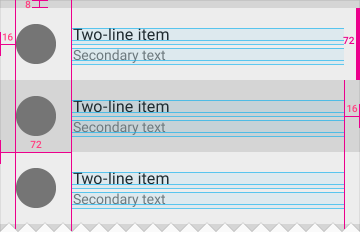 8
Two-line item
16
72
Secondary text
Two-line item
16
Secondary text
72
Two-line item
Secondary text